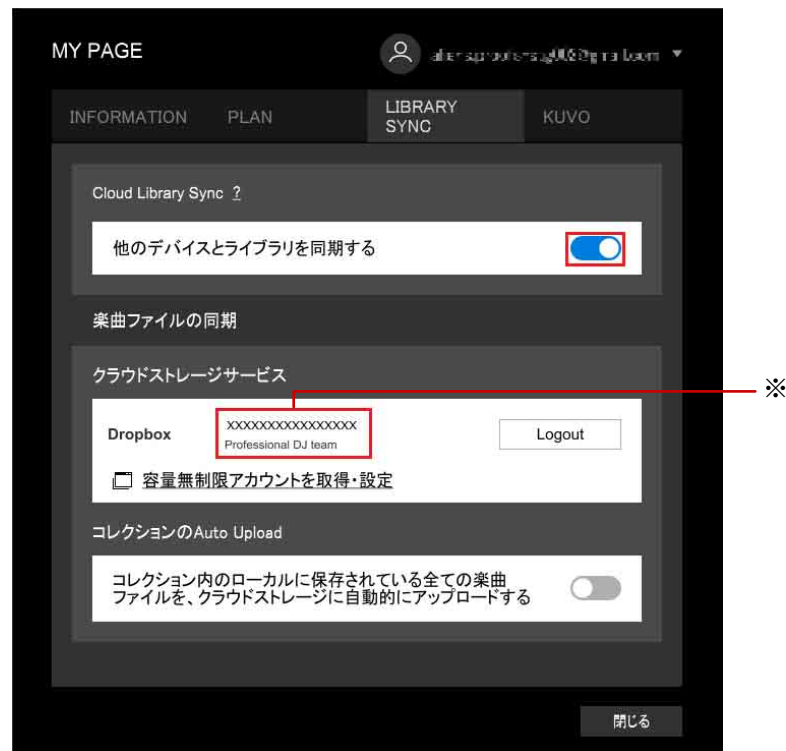 MY PAGE
INFORMATION
PLAN
LIBRARY
SYNC
KUVO
Cloud Library Sync ?
他のデバイスとライブラリを同期する
楽曲ファイルの同期
クラウドストレージサービス
※
Dropbox
xxxxxxxxxxxxxxxx
Professional DJ team
Logout
容量無制限アカウントを取得・設定
コレクションのAuto Upload
コレクション内のローカルに保存されている全ての楽曲
ファイルを、クラウドストレージに自動的にアップロードする
閉じる